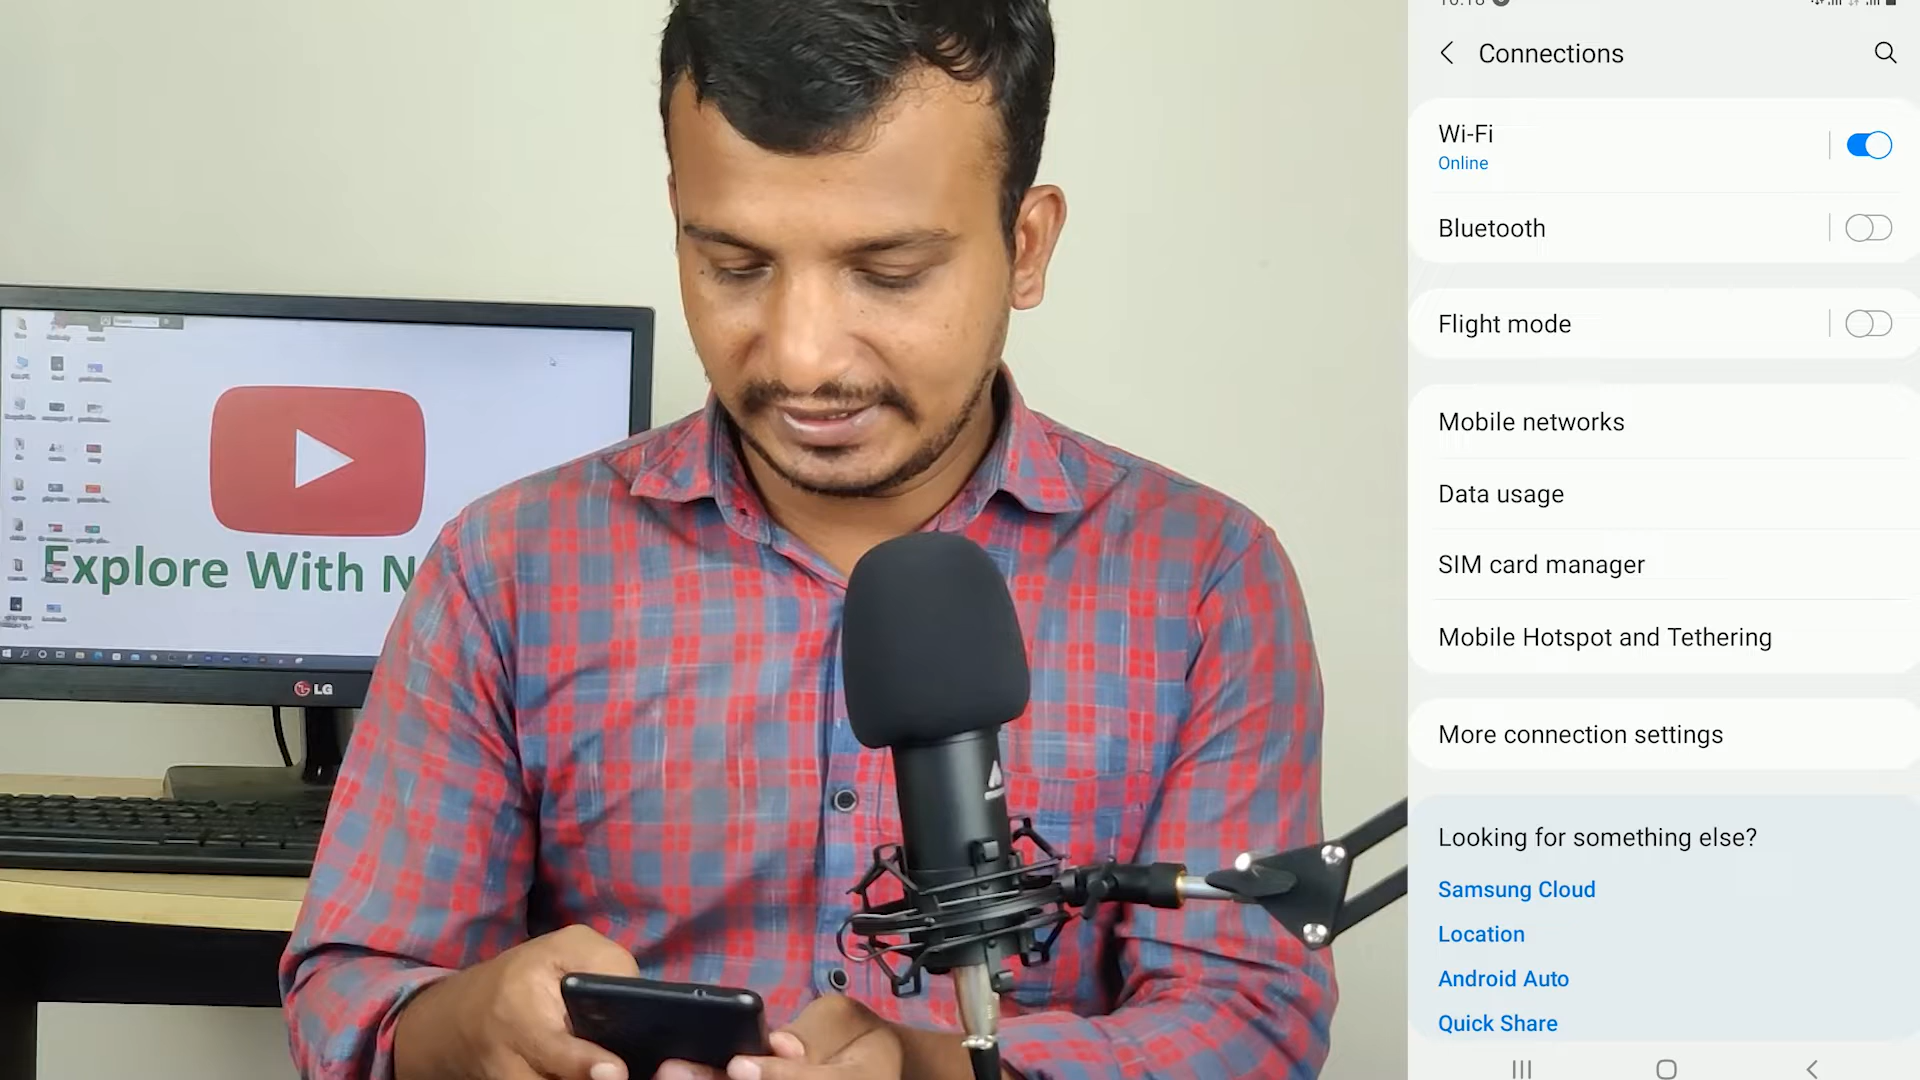 Connections
Wi-Fi
Online
Bluetooth
Flight mode
Mobile networks
Data usage
SIM card manager
Mobile Hotspot and Tethering
More connection settings
Looking for something else?
Samsung Cloud
Location
Android Auto
Quick Share
Explore With N
LG